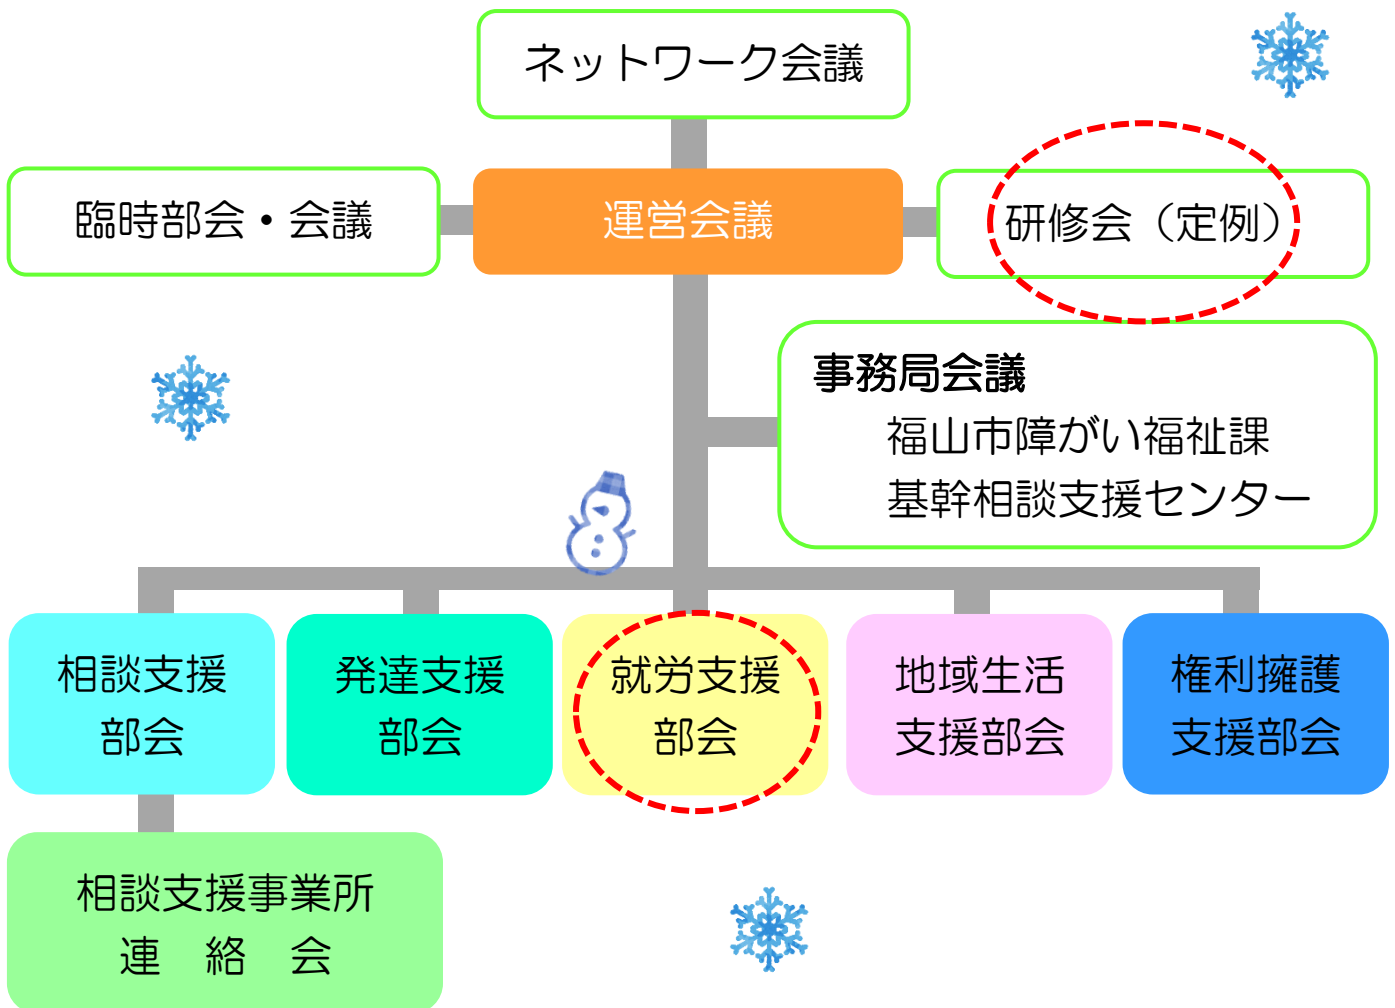 ネットワーク会議
臨時部会・会議
運営会議
研修会（定例）
事務局会議
福山市障がい福祉課
基幹相談支援センター
相談支援
部会
発達支援
部会
就労支援
部会
地域生活
支援部会
権利擁護
支援部会
相談支援事業所
連　絡　会